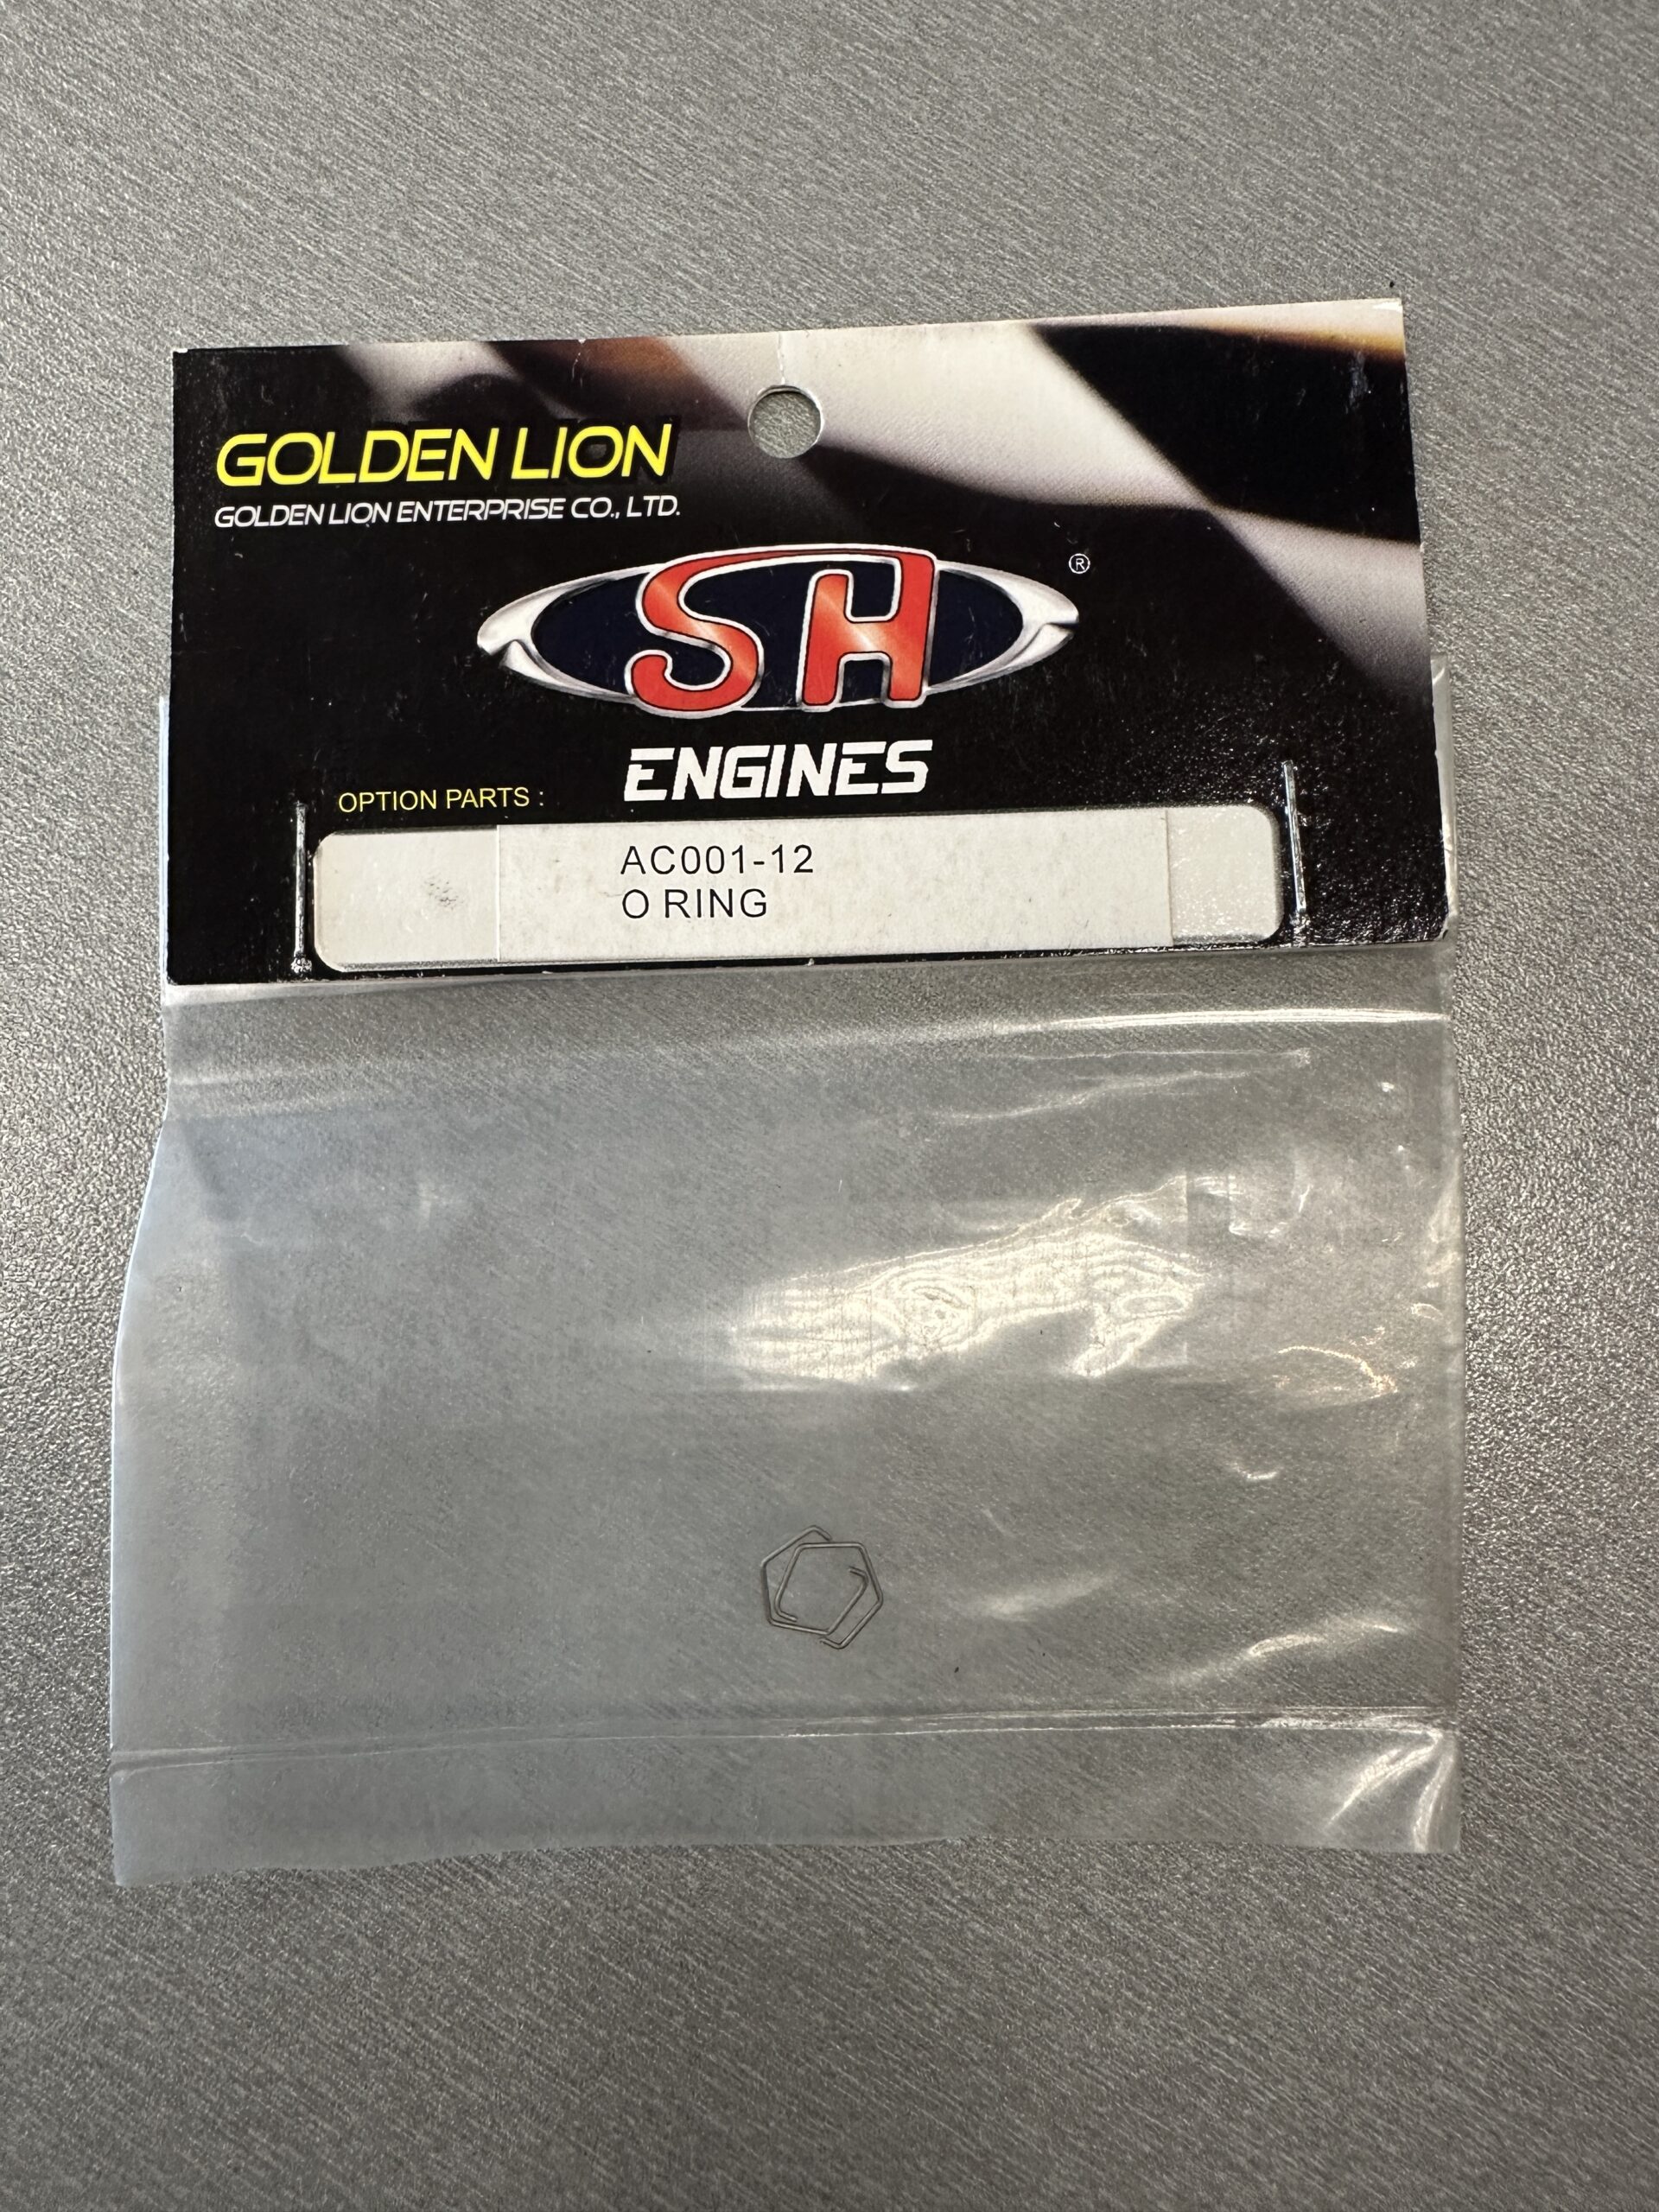 GOLDEN LION
GOLDEN LION ENTERPRISE CO., LTD.
SH ®
ENGINES
OPTION PARTS :
AC001-12
O RING